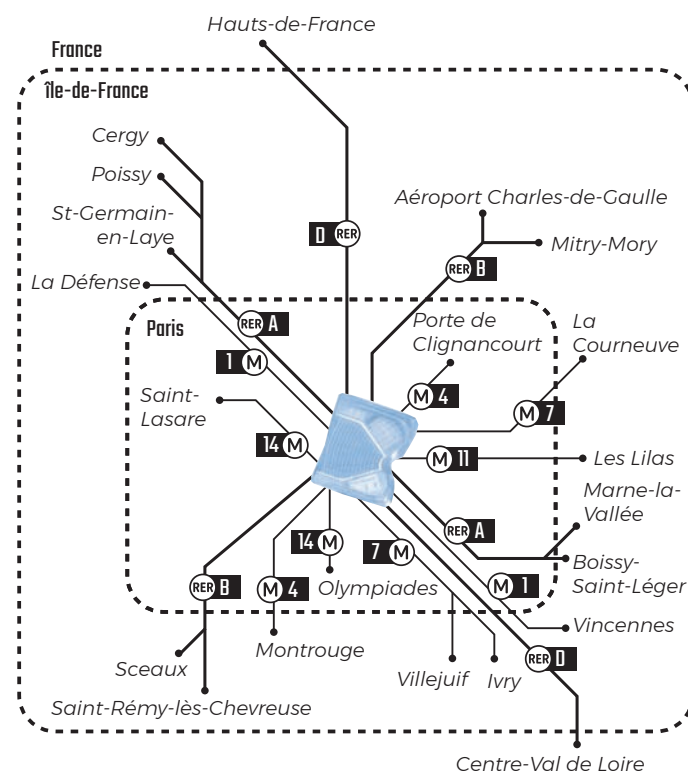 Hauts-de-France
France
île-de-France
Cergy
Poissy
St-Germain-
en-Laye
La Défense
Aéroport Charles-de-Gaulle
Mitry-Mory
D RER
RER B
Paris
RER A
1 M
Porte de
Clignancourt
La
Courneuve
M 4
M 7
Saint-
Lasare
14 M
M 11
Les Lilas
Marne-la-
Vallée
RER A
Boissy-
Saint-Léger
14 M
7 M
Olympiades
RER B
M 4
M 1
Vincennes
Montrouge
Sceaux
Villejuif
Ivry
RER D
Saint-Rémy-lès-Chevreuse
Centre-Val de Loire